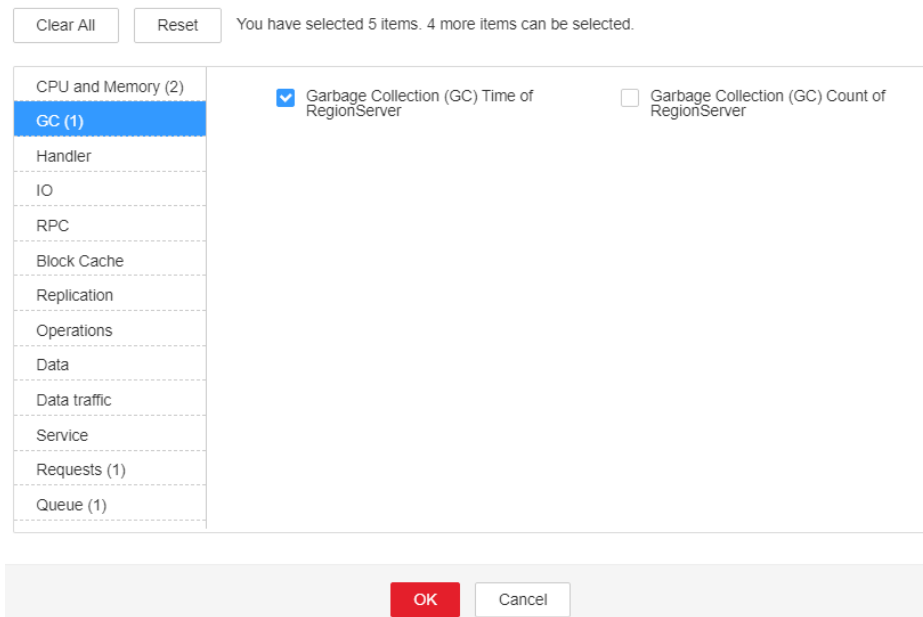 Clear All
Reset
You have selected 5 items. 4 more items can be selected.
CPU and Memory (2)
GC (1)
Handler
IO
RPC
Block Cache
Replication
Operations
Data
Data traffic
Service
Requests (1)
Queue (1)
Garbage Collection (GC) Time of
RegionServer
Garbage Collection (GC) Count of
RegionServer
OK
Cancel